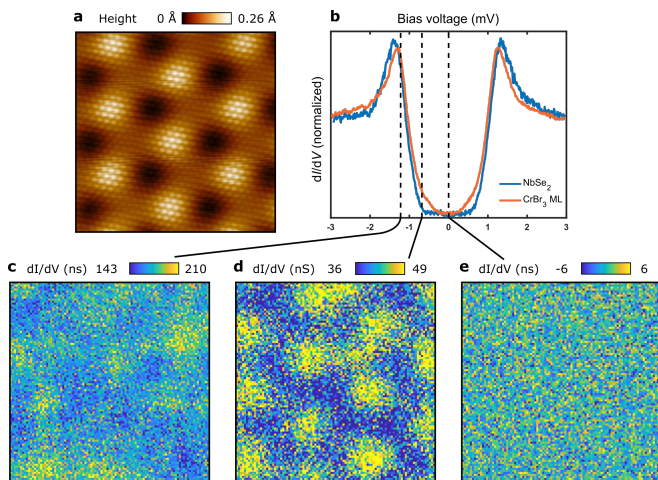 a Height 0 Å 0.26 Å
b Bias voltage (mV)
dI/dV (normalized)
NbSe2
CrBr3 ML
-3 -2 -1 0 1 2 3
c dI/dV (ns) 143 210
d dI/dV (nS) 36 49
e dI/dV (ns) -6 6